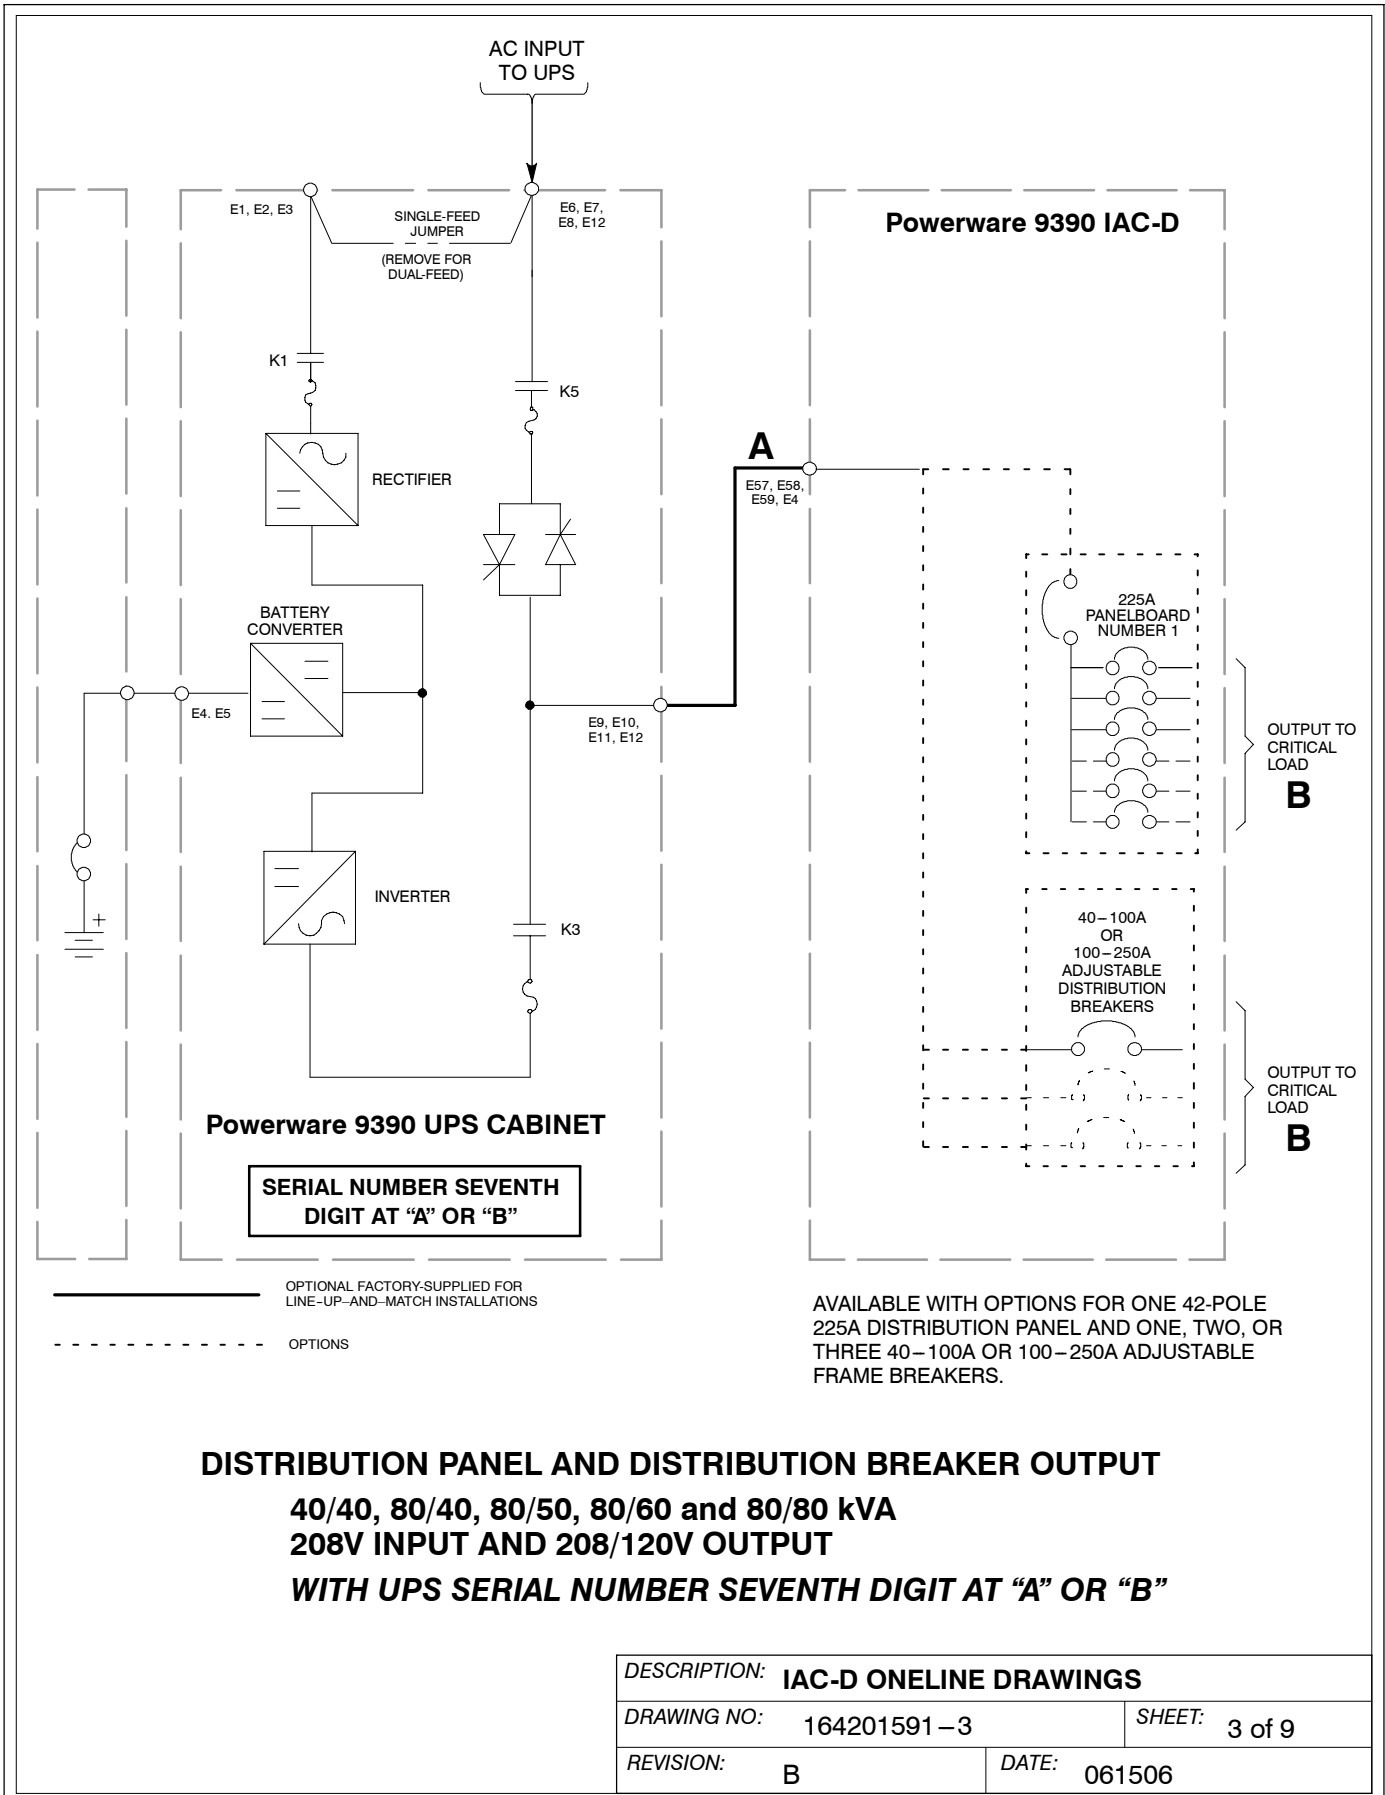 AC INPUT
TO UPS
E1, E2, E3
SINGLE-FEED
JUMPER
(REMOVE FOR
DUAL-FEED)
E6, E7,
E8, E12
Powerware 9390 IAC-D
K1
K5
RECTIFIER
A
E57, E58,
E59, E4
BATTERY
CONVERTER
225A
PANELBOARD
NUMBER 1
E4. E5
E9, E10,
E11, E12
OUTPUT TO
CRITICAL
LOAD
B
+
INVERTER
K3
40–100A
OR
100–250A
ADJUSTABLE
DISTRIBUTION
BREAKERS
OUTPUT TO
CRITICAL
LOAD
B
Powerware 9390 UPS CABINET
SERIAL NUMBER SEVENTH
DIGIT AT “A” OR “B”
OPTIONAL FACTORY-SUPPLIED FOR
LINE-UP–AND–MATCH INSTALLATIONS
OPTIONS
AVAILABLE WITH OPTIONS FOR ONE 42-POLE
225A DISTRIBUTION PANEL AND ONE, TWO, OR
THREE 40–100A OR 100–250A ADJUSTABLE
FRAME BREAKERS.
DISTRIBUTION PANEL AND DISTRIBUTION BREAKER OUTPUT
40/40, 80/40, 80/50, 80/60 and 80/80 kVA
208V INPUT AND 208/120V OUTPUT
WITH UPS SERIAL NUMBER SEVENTH DIGIT AT “A” OR “B”
DESCRIPTION: IAC-D ONELINE DRAWINGS
DRAWING NO: 164201591–3 SHEET: 3 of 9
REVISION: B DATE: 061506